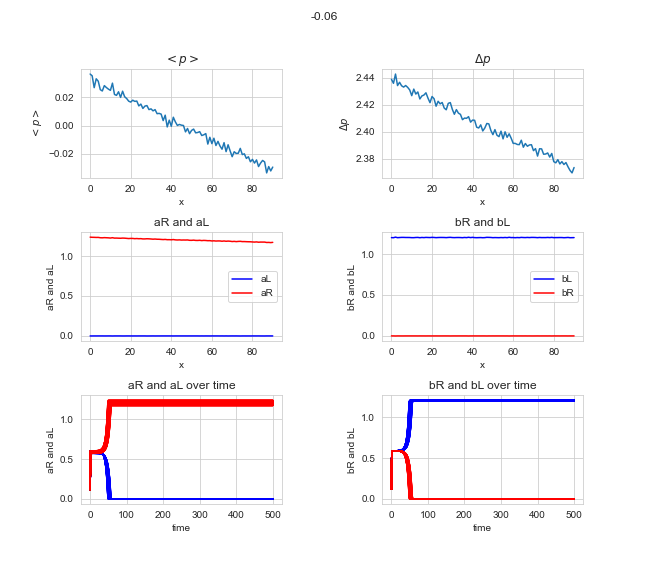 -0.06
< p >
Δp
0.02
0.00
−0.02
< p >
0 20 40 60 80
x
2.44
2.42
2.40
2.38
Δp
0 20 40 60 80
x
aR and aL
bR and bL
1.0
0.5
0.0
aR and aL
aL
aR
0 20 40 60 80
x
1.0
0.5
0.0
bR and bL
bL
bR
0 20 40 60 80
x
aR and aL over time
bR and bL over time
1.0
0.5
0.0
aR and aL
0 100 200 300 400 500
time
1.0
0.5
0.0
bR and bL
0 100 200 300 400 500
time